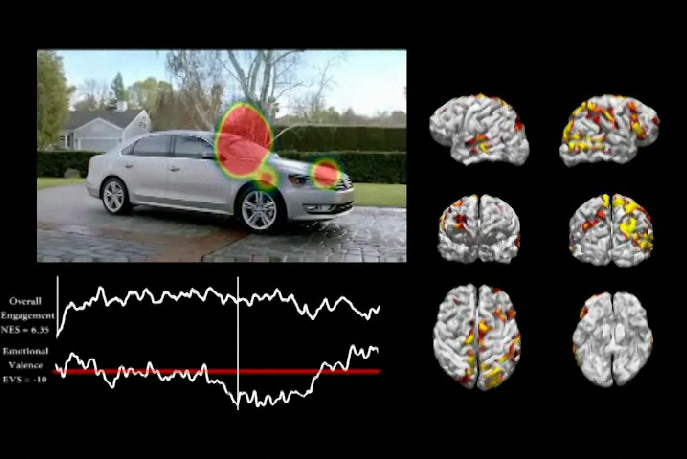 Overall
Engagement
NES = 6.35
Emotional
Valence
EVS = -10